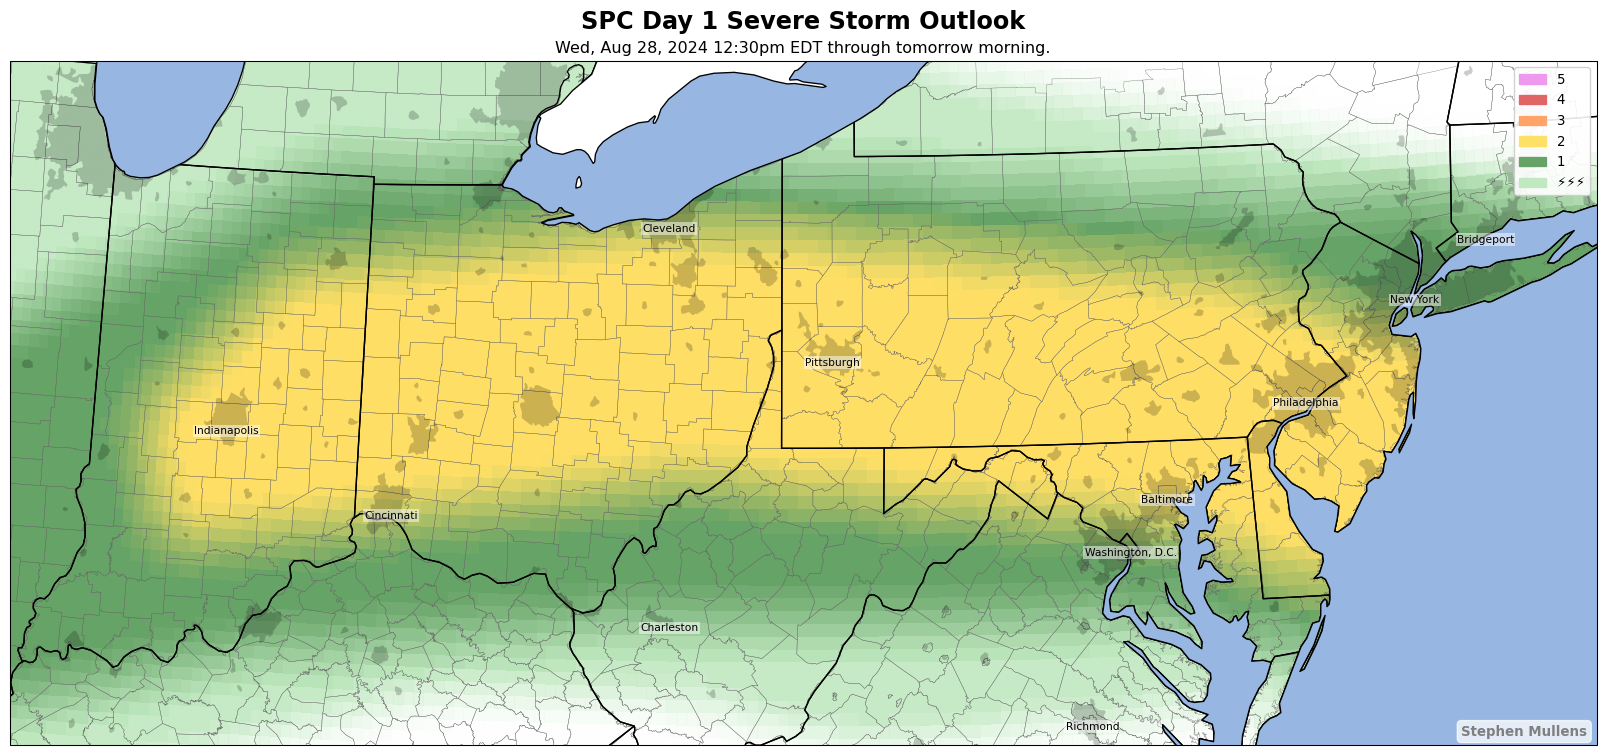 SPC Day 1 Severe Storm Outlook
Wed, Aug 28, 2024 12:30pm EDT through tomorrow morning.
5
4
3
2
1
⚡⚡⚡
Cleveland
Bridgeport
New York
Pittsburgh
Philadelphia
Indianapolis
Baltimore
Cincinnati
Washington, D.C.
Charleston
Richmond
Stephen Mullens